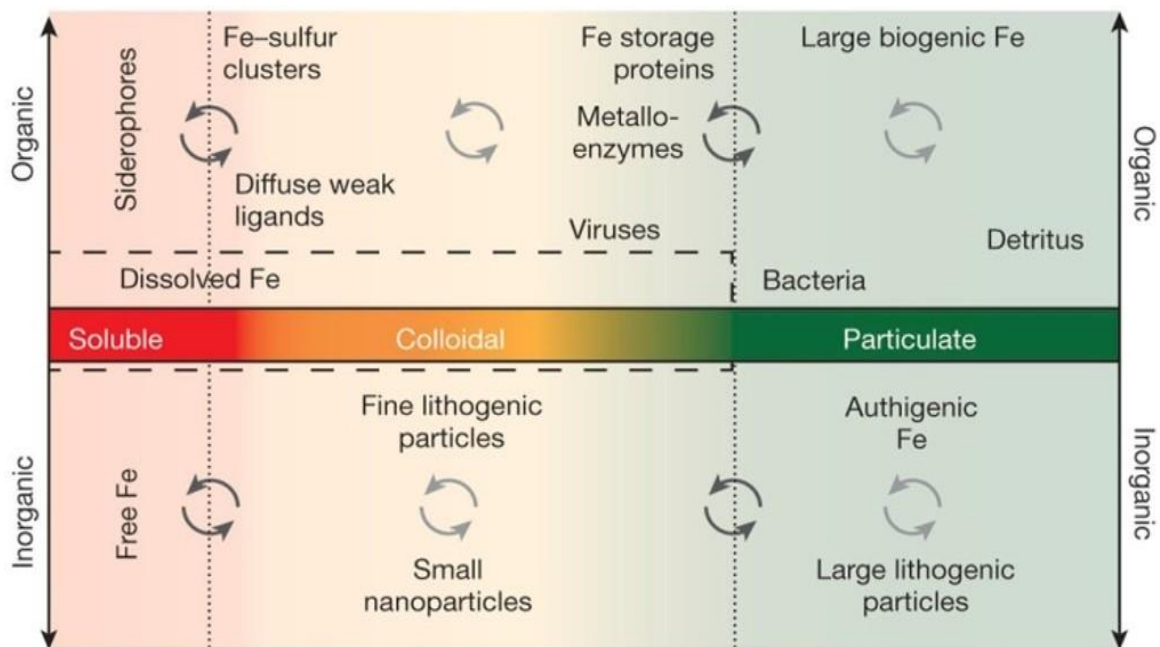 Organic
Siderophores
Fe–sulfur
clusters
Diffuse weak
ligands
Fe storage
proteins
Metallo-
enzymes
Viruses
Large biogenic Fe
Detritus
Bacteria
Organic
Dissolved Fe
Soluble
Colloidal
Particulate
Inorganic
Free Fe
Fine lithogenic
particles
Small
nanoparticles
Authigenic
Fe
Large lithogenic
particles
Inorganic